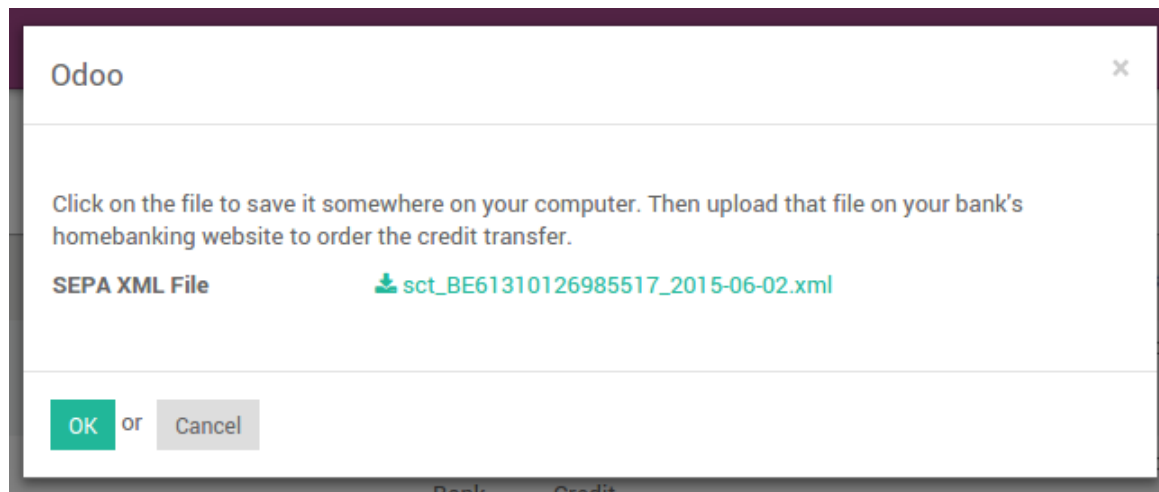 Odoo
×
Click on the file to save it somewhere on your computer. Then upload that file on your bank's
homebanking website to order the credit transfer.
SEPA XML File sct_BE61310126985517_2015-06-02.xml
OK or Cancel